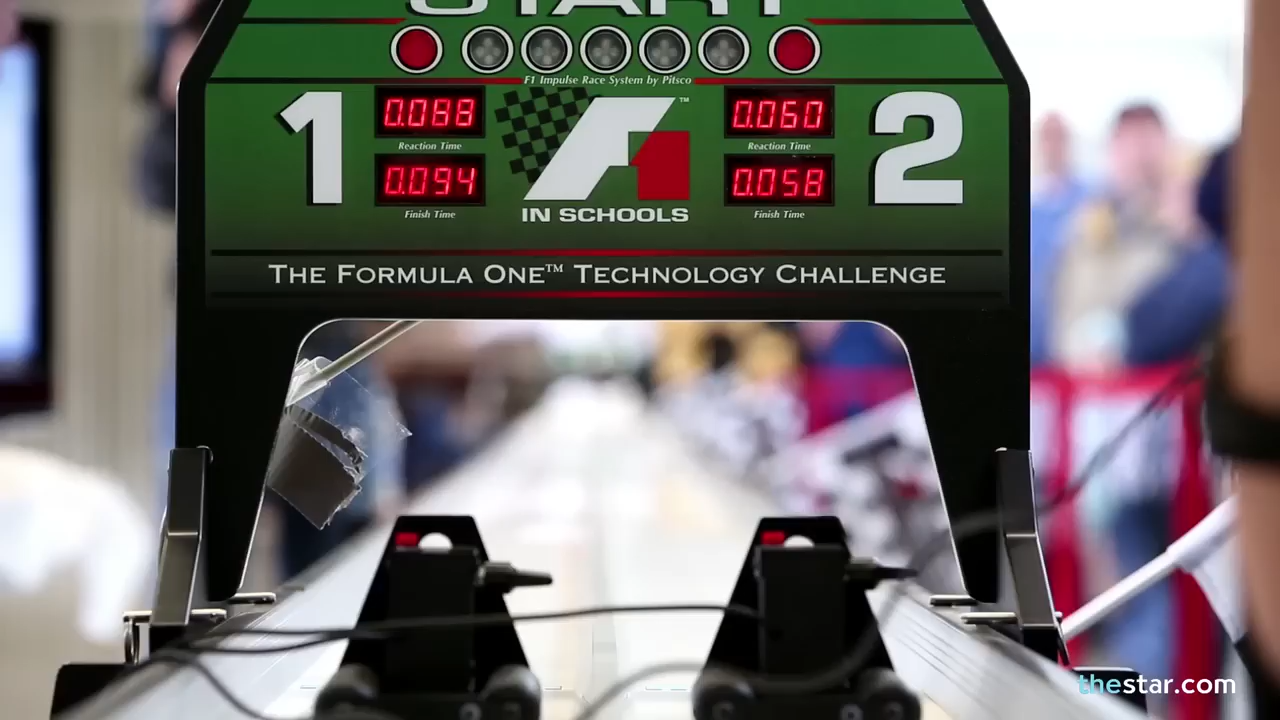 START
F1 Impulse Race System by Pitsco
1
0.088
Reaction Time
0.094
Finish Time
F1™
IN SCHOOLS
0.060
Reaction Time
0.058
Finish Time
2
THE FORMULA ONE™ TECHNOLOGY CHALLENGE
thestar.com